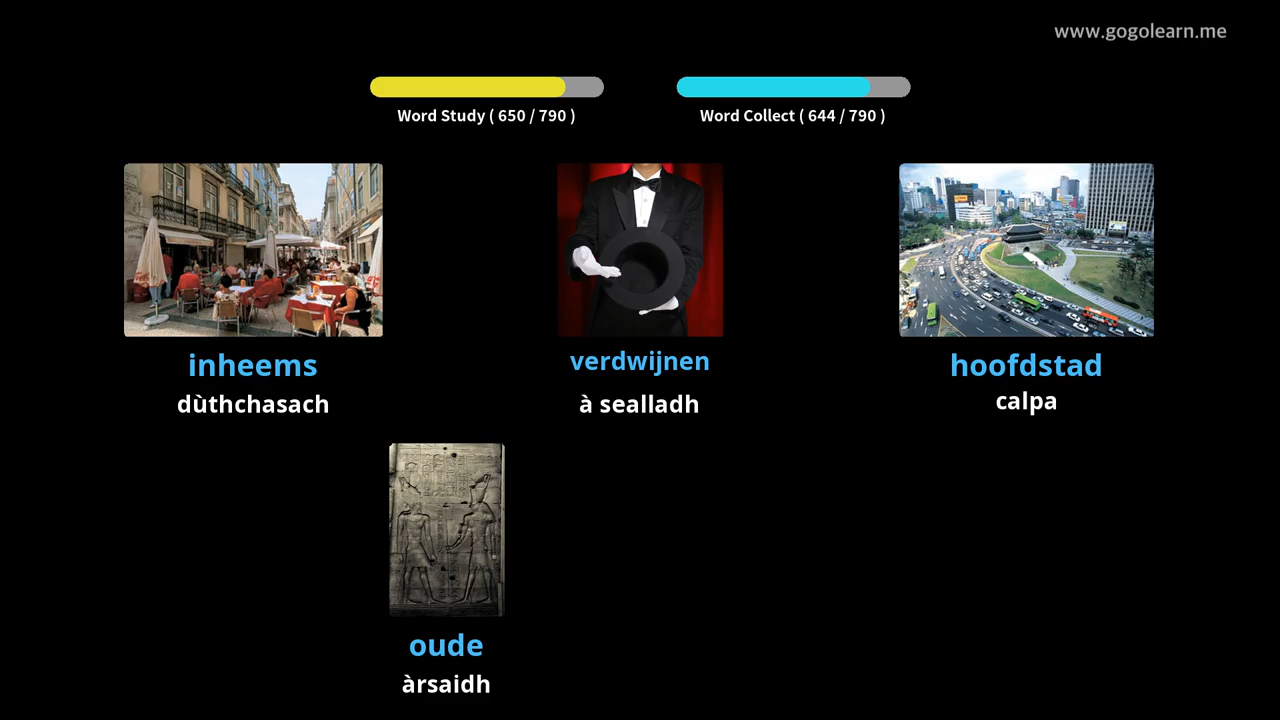 www.gogolearn.me
Word Study ( 650 / 790 )
Word Collect ( 644 / 790 )
inheems
dùthchasach
verdwijnen
à sealladh
hoofdstad
calpa
oude
àrsaidh